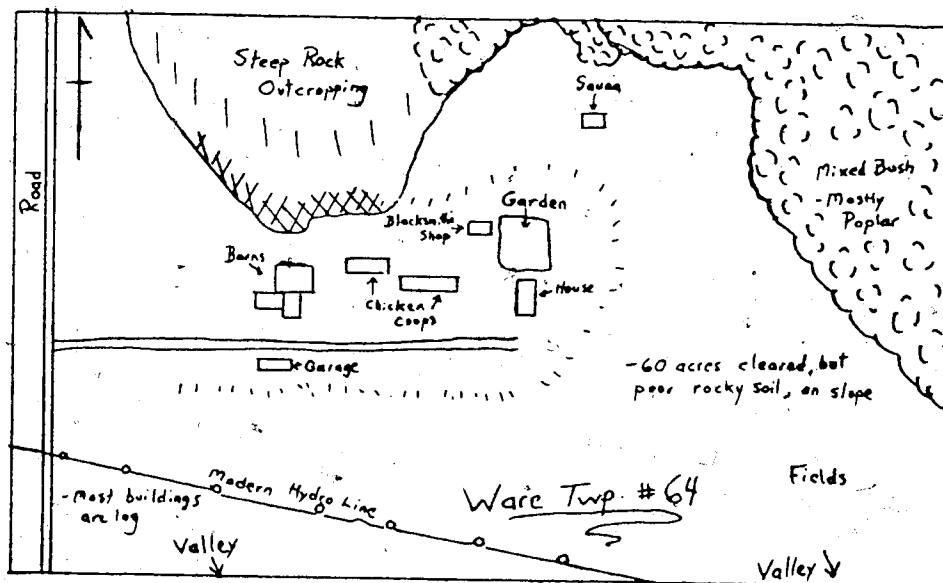 Steep Rock
Outcropping
Sauna
Road
Mixed Bush
- Mostly
Poplar
Garden
Blacksmith
Shop
Barns
House
Chicken
Coops
Garage
- 60 acres cleared, but
poor rocky soil, on slope
Modern Hydro Line
- Most buildings
are log
Ware Twp. # 64
Fields
Valley
Valley